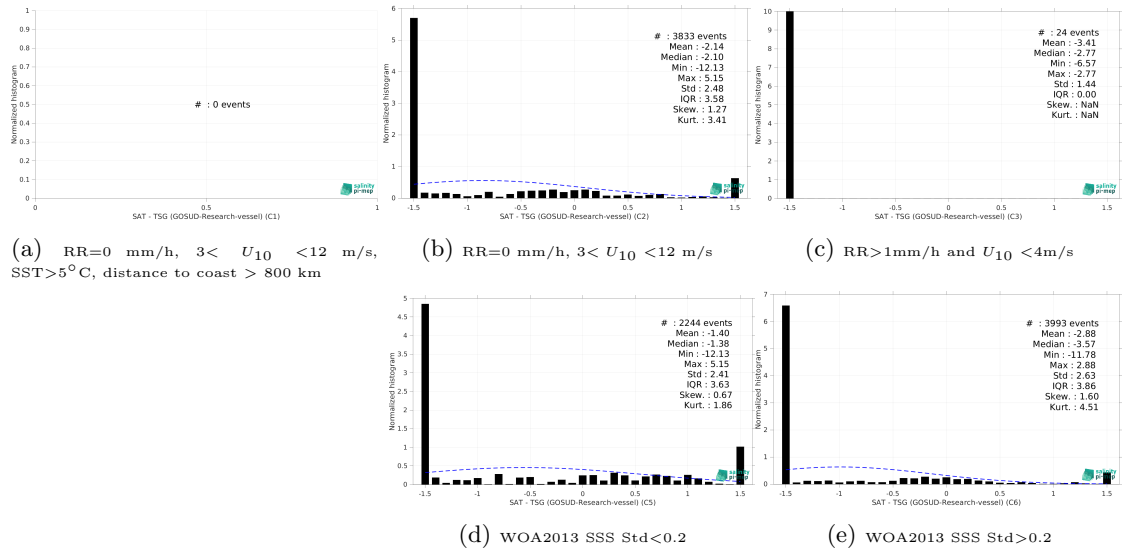 1
0.9
0.8
0.7
0.6
0.5
0.4
0.3
0.2
0.1
0
Normalized histogram
# : 0 events
salinity
pi-mep
0 0.5 1
SAT - TSG (GOSUD-Research-vessel) (C1)
(a) RR=0 mm/h, 3< U10 <12 m/s,
SST>5°C, distance to coast > 800 km
6
5
4
3
2
1
0
Normalized histogram
# : 3833 events
Mean : -2.14
Median : -2.10
Min : -12.13
Max : 5.15
Std : 2.48
IQR : 3.58
Skew. : 1.27
Kurt. : 3.41
salinity
pi-mep
-1.5 -1 -0.5 0 0.5 1 1.5
SAT - TSG (GOSUD-Research-vessel) (C2)
(b) RR=0 mm/h, 3< U10 <12 m/s
10
9
8
7
6
5
4
3
2
1
0
Normalized histogram
# : 24 events
Mean : -3.41
Median : -2.77
Min : -6.57
Max : -2.77
Std : 1.44
IQR : 0.00
Skew. : NaN
Kurt. : NaN
salinity
pi-mep
-1.5 -1 -0.5 0 0.5 1 1.5
SAT - TSG (GOSUD-Research-vessel) (C3)
(c) RR>1mm/h and U10 <4m/s
5
4.5
4
3.5
3
2.5
2
1.5
1
0.5
0
Normalized histogram
# : 2244 events
Mean : -1.40
Median : -1.38
Min : -12.13
Max : 5.15
Std : 2.41
IQR : 3.63
Skew. : 0.67
Kurt. : 1.86
salinity
pi-mep
-1.5 -1 -0.5 0 0.5 1 1.5
SAT - TSG (GOSUD-Research-vessel) (C5)
(d) WOA2013 SSS Std<0.2
7
6
5
4
3
2
1
0
Normalized histogram
# : 3993 events
Mean : -2.88
Median : -3.57
Min : -11.78
Max : 2.88
Std : 2.63
IQR : 3.86
Skew. : 1.60
Kurt. : 4.51
salinity
pi-mep
-1.5 -1 -0.5 0 0.5 1 1.5
SAT - TSG (GOSUD-Research-vessel) (C6)
(e) WOA2013 SSS Std>0.2